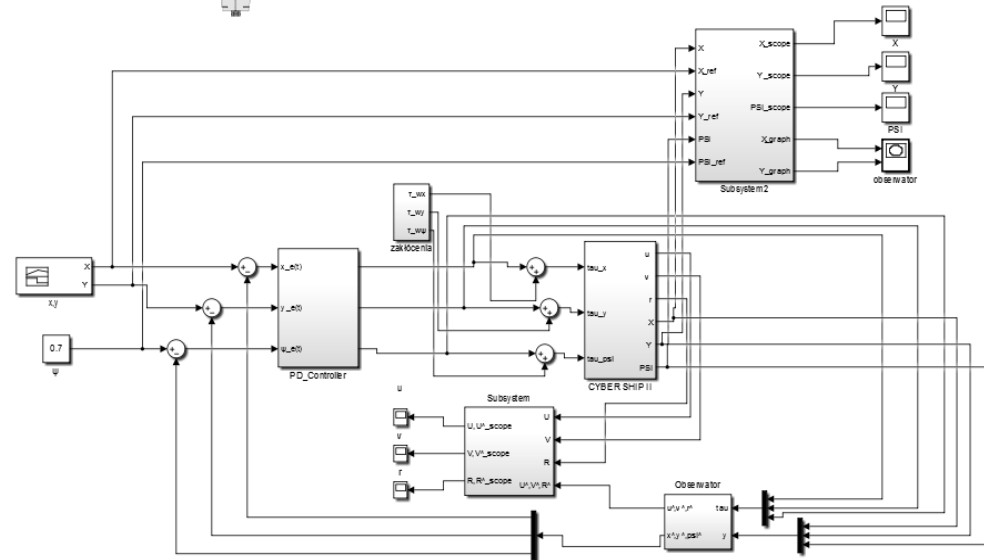 X
X_ref
Y
Y_ref
PSI
PSI_ref
X_scope
Y_scope
PSI_scope
X_graph
Y_graph
Subsystem2
X
Y
PSI
obserwator
τ_wx
τ_wy
τ_wψ
zakłócenia
X
Y
x,y
0.7
ψ
x_e(t)
y_e(t)
ψ_e(t)
PD_Controller
tau_x
tau_y
tau_psi
u
v
r
X
Y
PSI
CYBER SHIP II
u
v
r
Subsystem
U,U^_scope
V,V^_scope
R,R^_scope
U
V
R
U^,V^,R^
Obserwator
u^,v^,r^
x^,y^,psi^
tau
y